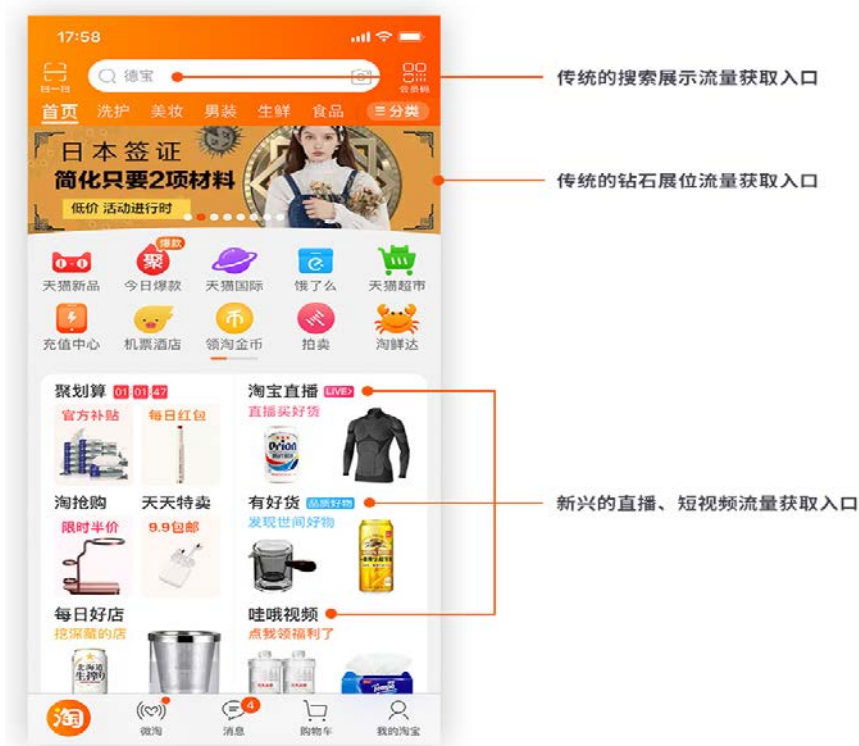 17:58
扫一扫
德宝
会员码
传统的搜索展示流量获取入口
首页 洗护 美妆 男装 生鲜 食品 分类
日本签证
简化只要2项材料
低价 活动进行时
传统的钻石展位流量获取入口
爆款
聚
天猫新品 今日爆款 天猫国际 饿了么 天猫超市
币
充值中心 机票酒店 领淘金币 拍卖 淘鲜达
聚划算 01:01:47
官方补贴 每日红包
淘宝直播 LIVE
直播买好货
Orion
淘抢购 天天特卖
限时半价 9.9包邮
有好货 品质好物
发现世间好物
新兴的直播、短视频流量获取入口
每日好店
挖深藏的店
北海道
生搾り
哇哦视频
点我领福利了
Tempo
淘
微淘
4
消息
购物车
我的淘宝